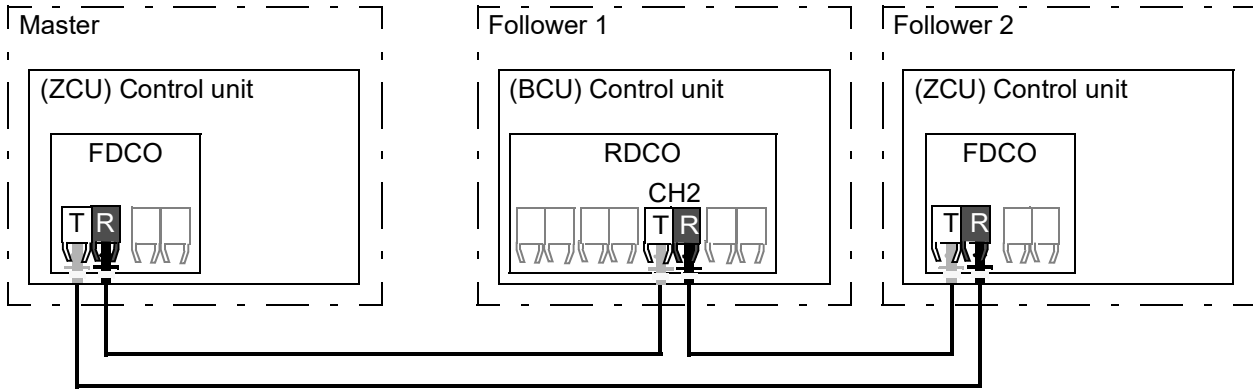 Master
(ZCU) Control unit
FDCO
T R
Follower 1
(BCU) Control unit
RDCO
CH2
T R
Follower 2
(ZCU) Control unit
FDCO
T R